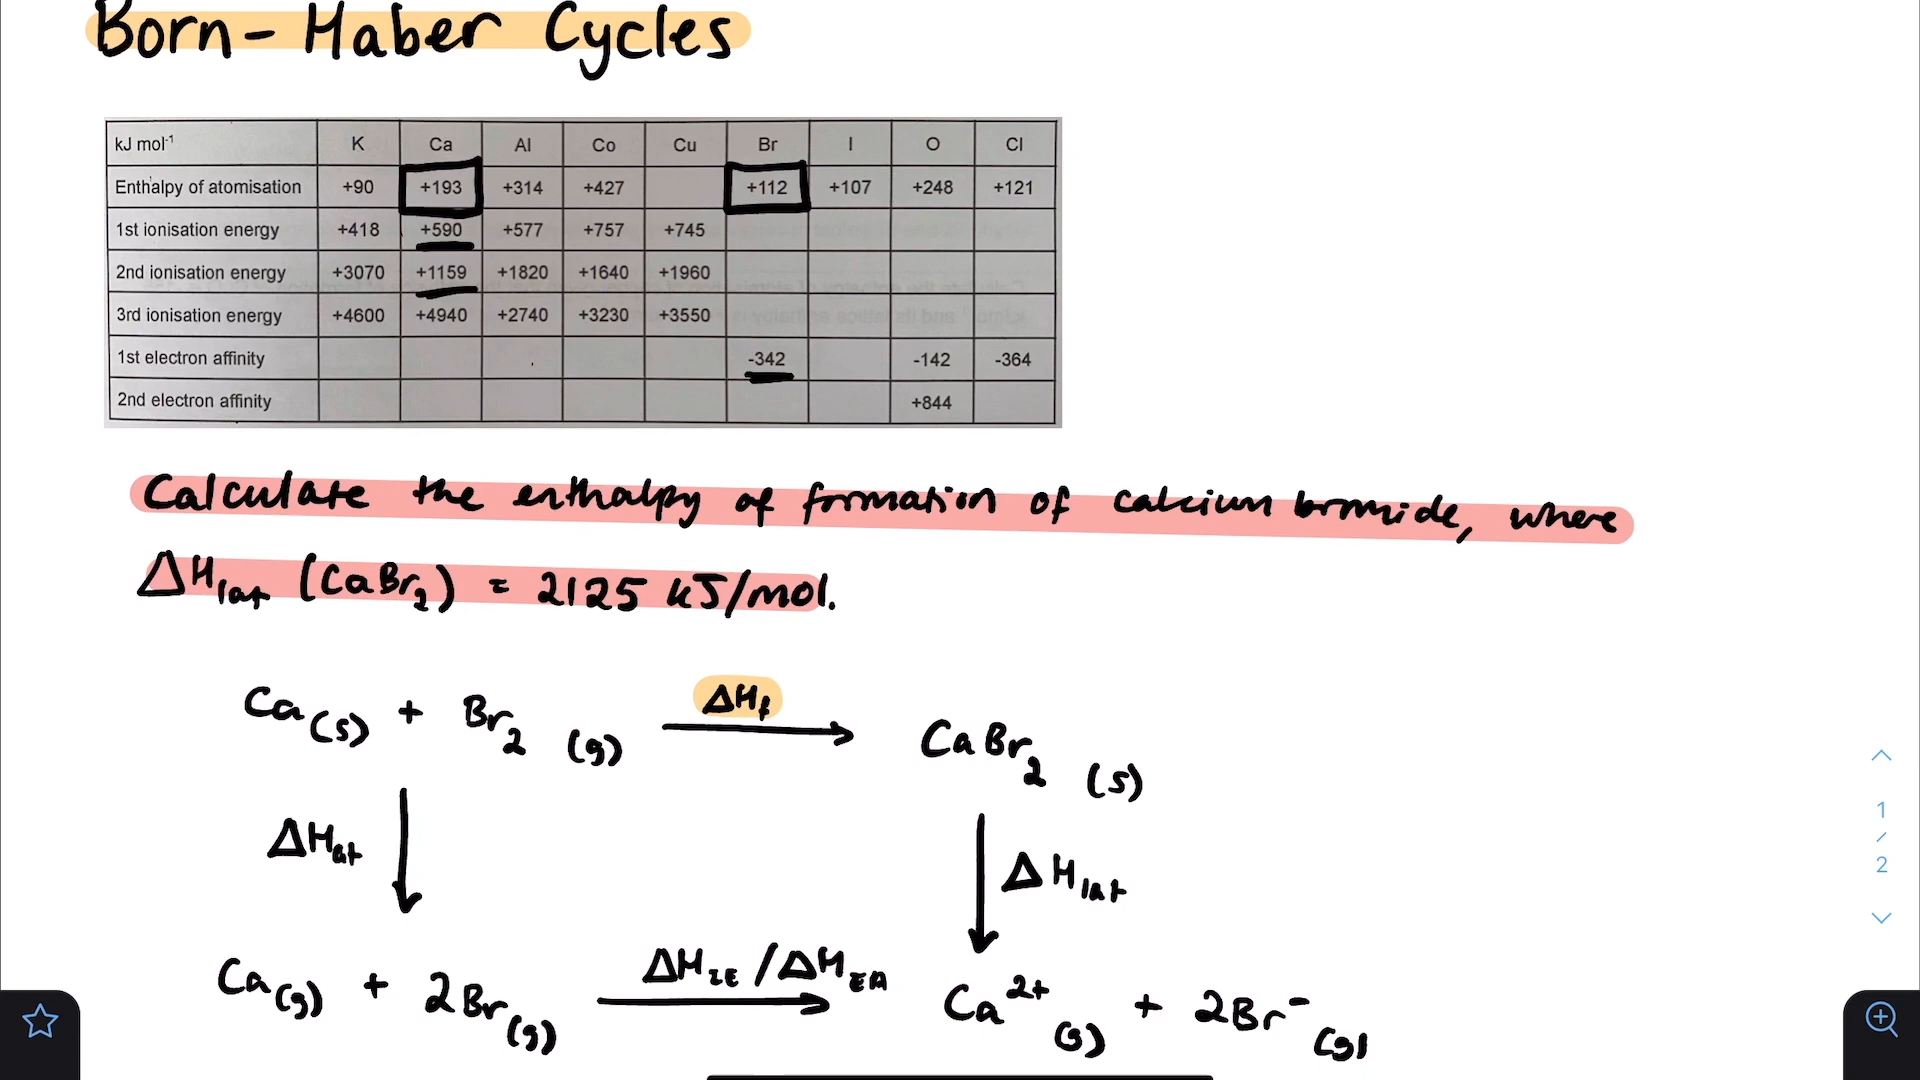 Born-Haber Cycles
kJ mol⁻¹ K Ca Al Co Cu Br I O Cl
Enthalpy of atomisation +90 +193 +314 +427 +112 +107 +248 +121
1st ionisation energy +418 +590 +577 +757 +745
2nd ionisation energy +3070 +1159 +1820 +1640 +1960
3rd ionisation energy +4600 +4940 +2740 +3230 +3550
1st electron affinity -342 -142 -364
2nd electron affinity +844
Calculate the enthalpy of formation of calcium bromide, where
ΔH_lat (CaBr₂) = 2125 kJ/mol.
Ca(s) + Br₂ (g) ΔH_f CaBr₂ (s)
ΔH_at ΔH_lat
Ca(g) + 2Br(g) ΔH_IE / ΔH_EA Ca²⁺(g) + 2Br⁻(g)
1
/
2